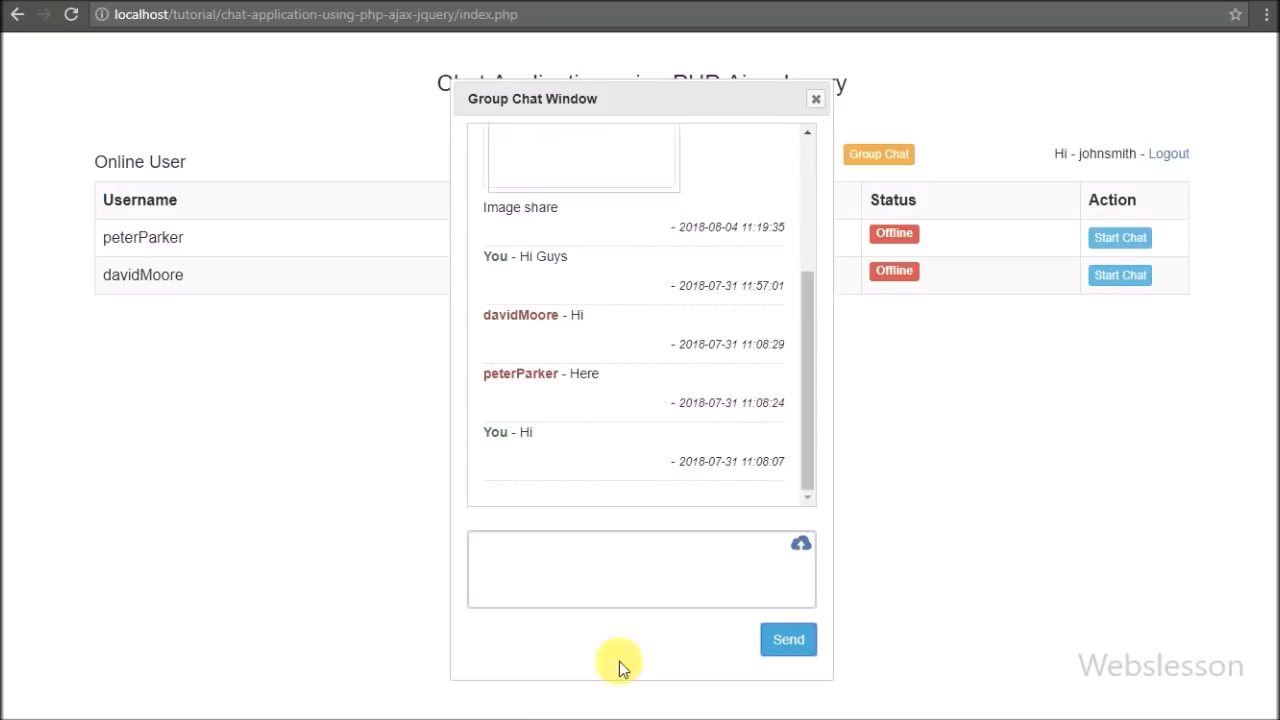 localhost/tutorial/chat-application-using-php-ajax-jquery/index.php
Group Chat Window
Online User
Group Chat
Hi - johnsmith - Logout
Username
Status
Action
peterParker
Offline
Start Chat
davidMoore
Offline
Start Chat
Image share
- 2018-08-04 11:19:35
You - Hi Guys
- 2018-07-31 11:57:01
davidMoore - Hi
- 2018-07-31 11:08:29
peterParker - Here
- 2018-07-31 11:08:24
You - Hi
- 2018-07-31 11:08:07
Send
Webslesson